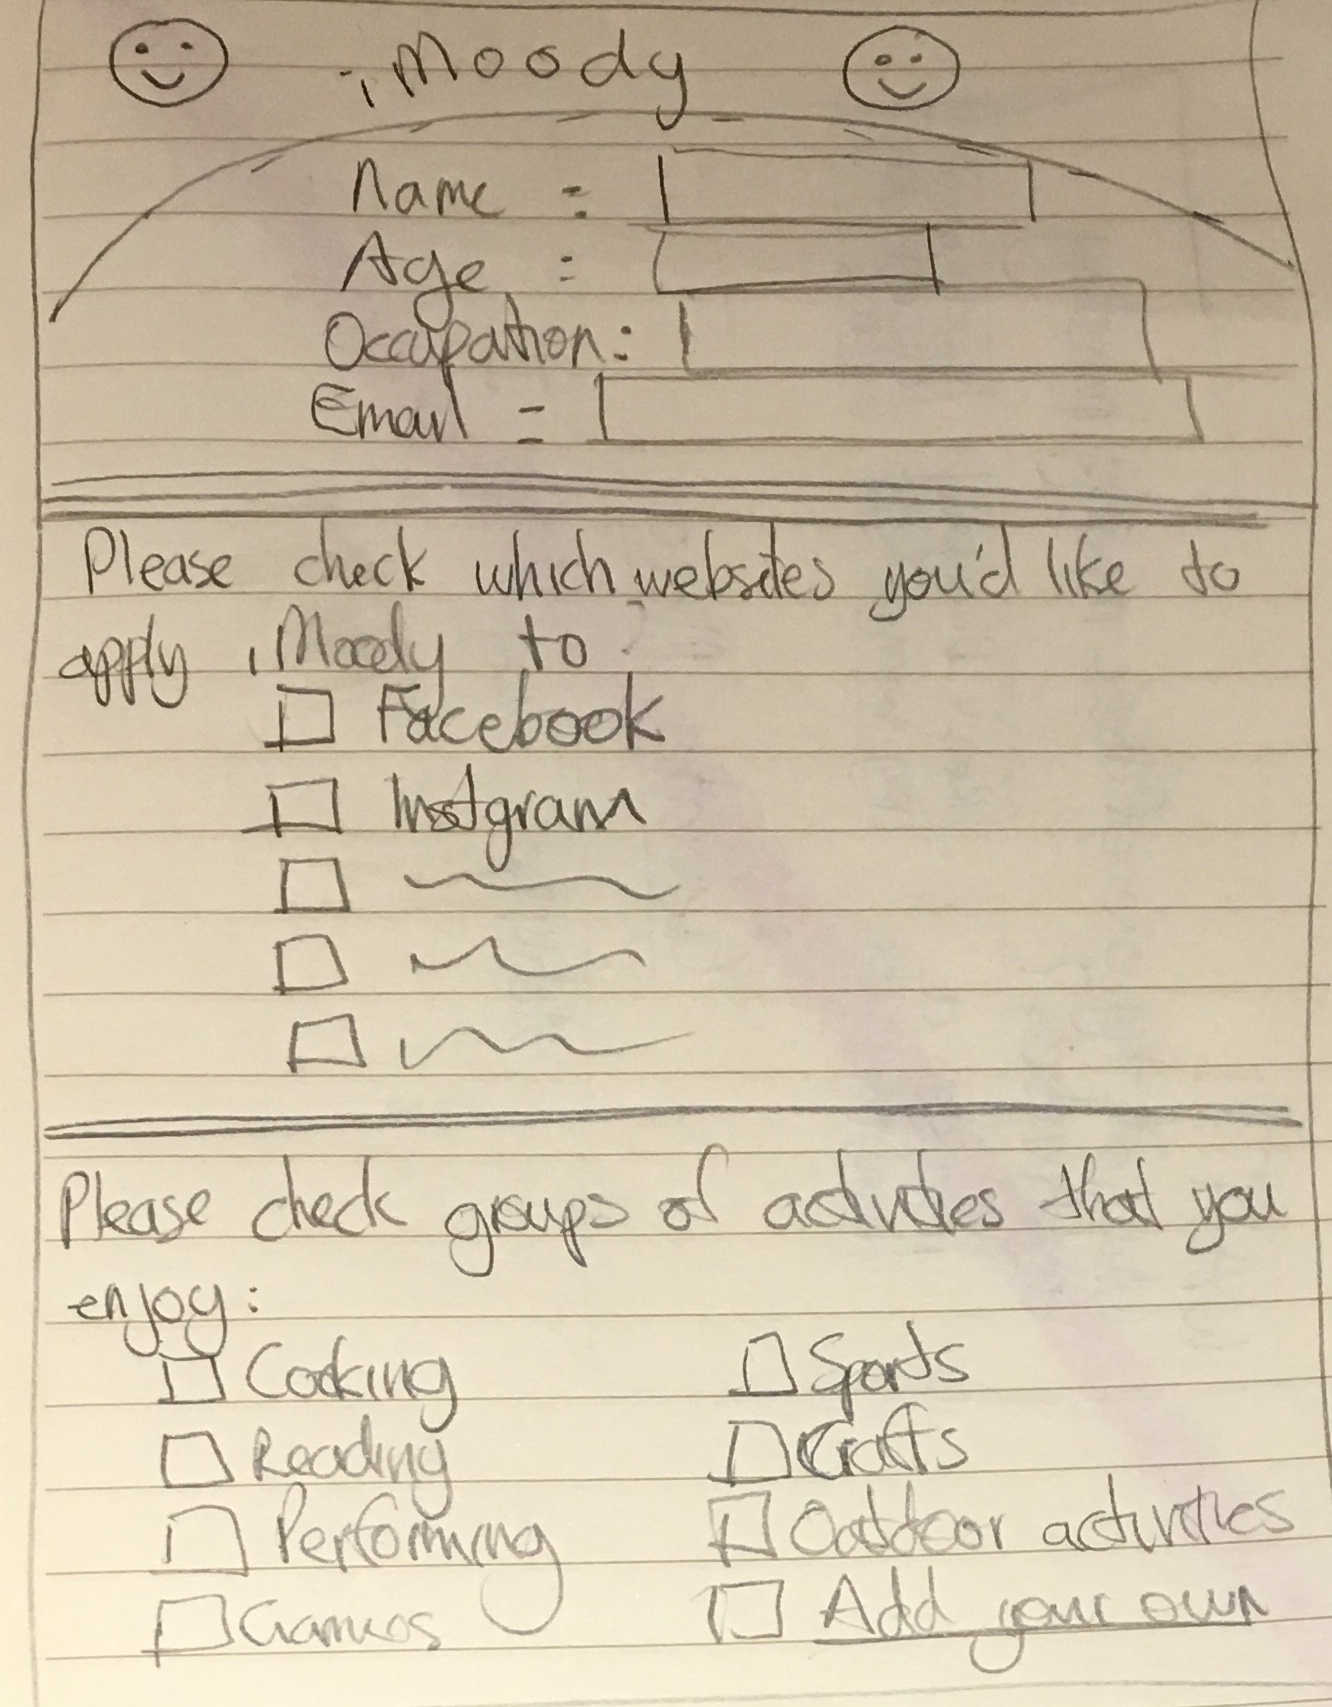 iMoody
Name :
Age :
Occupation:
Email :
Please check which websites you'd like to
apply iMoody to
Facebook
Instgram
Please check groups of activities that you
enjoy:
Cooking Sports
Reading Crafts
Performing Outdoor activities
Games Add your own